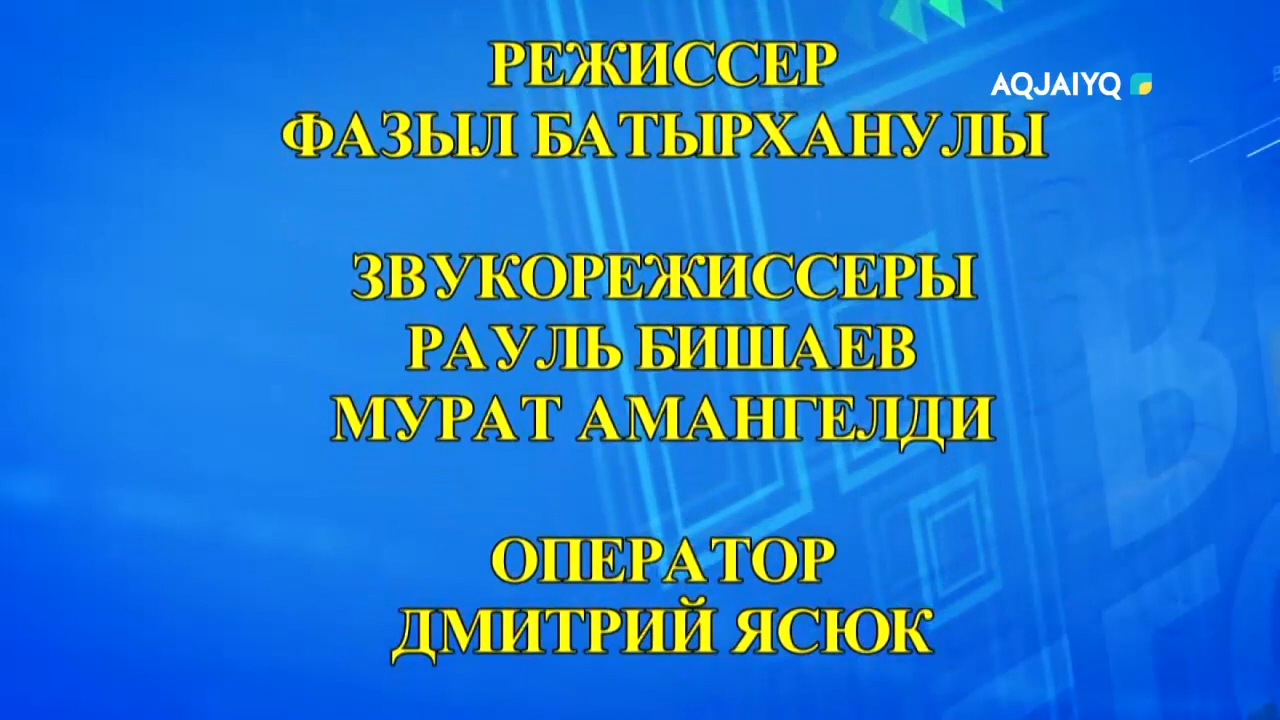 РЕЖИССЕР
AQJAIYQ
ФАЗЫЛ БАТЫРХАНУЛЫ
ЗВУКОРЕЖИССЕРЫ
РАУЛЬ БИШАЕВ
МУРАТ АМАНГЕЛДИ
ОПЕРАТОР
ДМИТРИЙ ЯСЮК